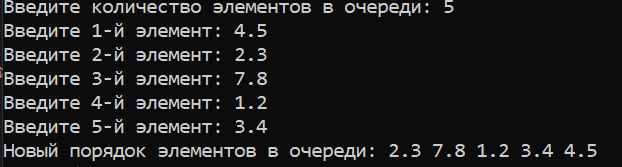 Введите количество элементов в очереди: 5
Введите 1-й элемент: 4.5
Введите 2-й элемент: 2.3
Введите 3-й элемент: 7.8
Введите 4-й элемент: 1.2
Введите 5-й элемент: 3.4
Новый порядок элементов в очереди: 2.3 7.8 1.2 3.4 4.5